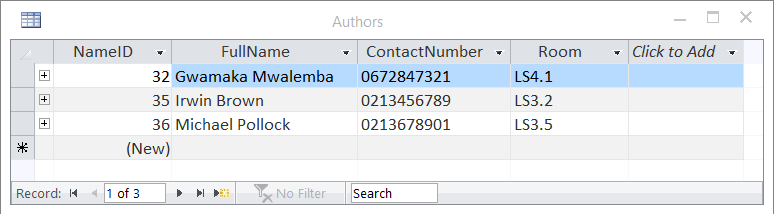 Authors
NameID FullName ContactNumber Room Click to Add
32 Gwamaka Mwalemba 0672847321 LS4.1
35 Irwin Brown 0213456789 LS3.2
36 Michael Pollock 0213678901 LS3.5
(New)
Record: 1 of 3 No Filter Search